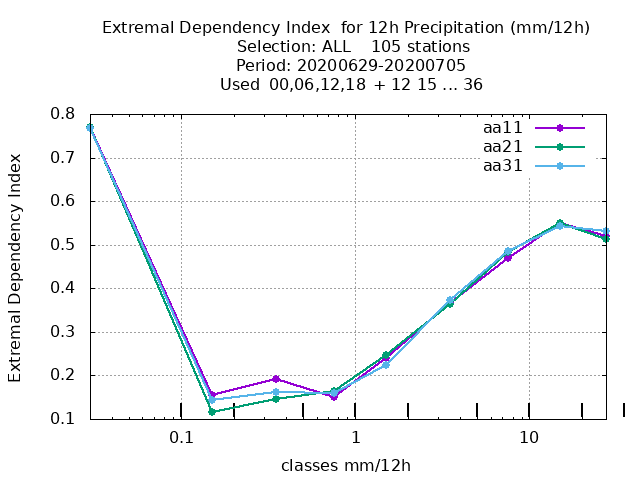 Extremal Dependency Index  for 12h Precipitation (mm/12h)
Selection: ALL    105 stations
Period: 20200629-20200705
Used  00,06,12,18  + 12 15 ... 36
aa11
aa21
aa31
Extremal Dependency Index
0.8
0.7
0.6
0.5
0.4
0.3
0.2
0.1
0.1 1 10
classes mm/12h